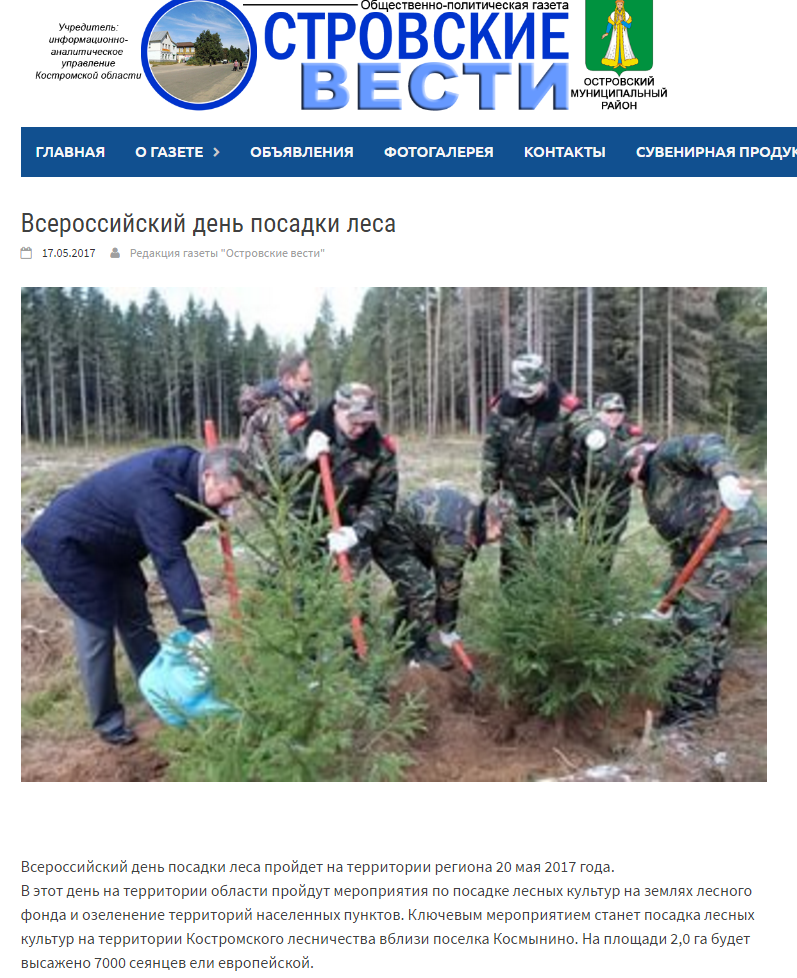 Общественно-политическая газета
Учредитель:
информационно-
аналитическое
управление
Костромской области
ОСТРОВСКИЕ
ВЕСТИ
ОСТРОВСКИЙ
МУНИЦИПАЛЬНЫЙ
РАЙОН
ГЛАВНАЯ О ГАЗЕТЕ ОБЪЯВЛЕНИЯ ФОТОГАЛЕРЕЯ КОНТАКТЫ СУВЕНИРНАЯ ПРОДУК
Всероссийский день посадки леса
17.05.2017 Редакция газеты "Островские вести"
Всероссийский день посадки леса пройдет на территории региона 20 мая 2017 года.
В этот день на территории области пройдут мероприятия по посадке лесных культур на землях лесного
фонда и озеленение территорий населенных пунктов. Ключевым мероприятием станет посадка лесных
культур на территории Костромского лесничества вблизи поселка Космынино. На площади 2,0 га будет
высажено 7000 сеянцев ели европейской.